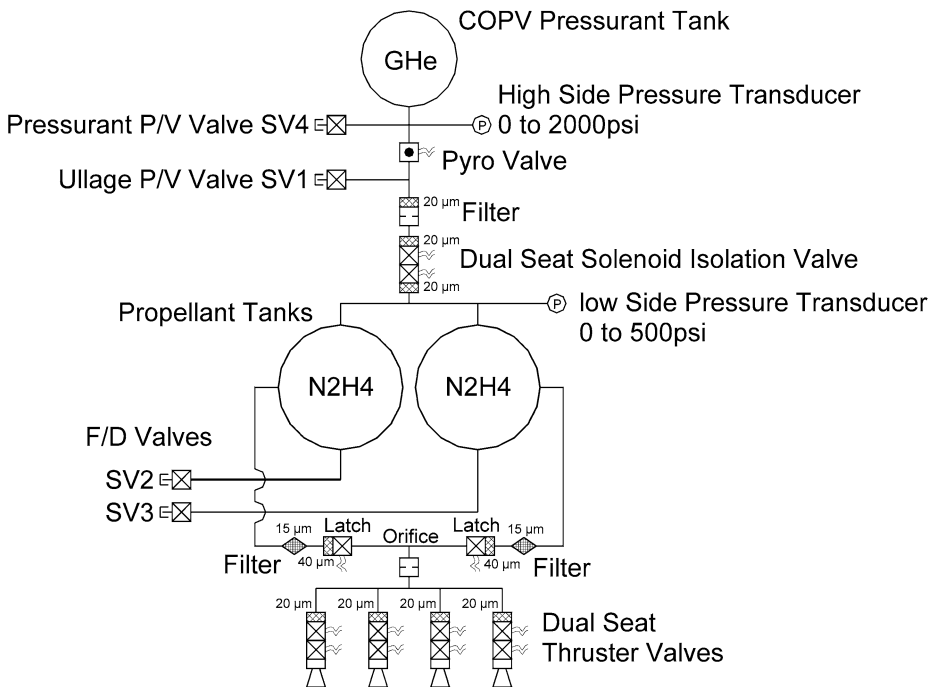 COPV Pressurant Tank
GHe
High Side Pressure Transducer
Pressurant P/V Valve SV4
P
0 to 2000psi
Pyro Valve
Ullage P/V Valve SV1
20 µm
Filter
20 µm
Dual Seat Solenoid Isolation Valve
20 µm
P
low Side Pressure Transducer
0 to 500psi
Propellant Tanks
N2H4
N2H4
F/D Valves
SV2
SV3
15 µm
Latch
Orifice
Latch
15 µm
Filter
40 µm
40 µm
Filter
20 µm
20 µm
20 µm
20 µm
Dual Seat
Thruster Valves